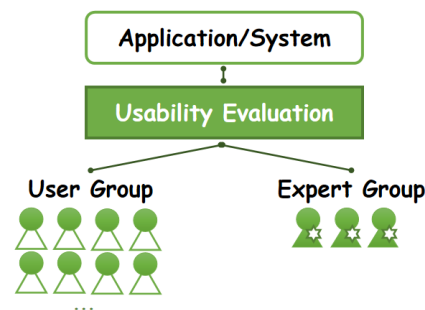 Application/System
Usability Evaluation
User Group
Expert Group
...